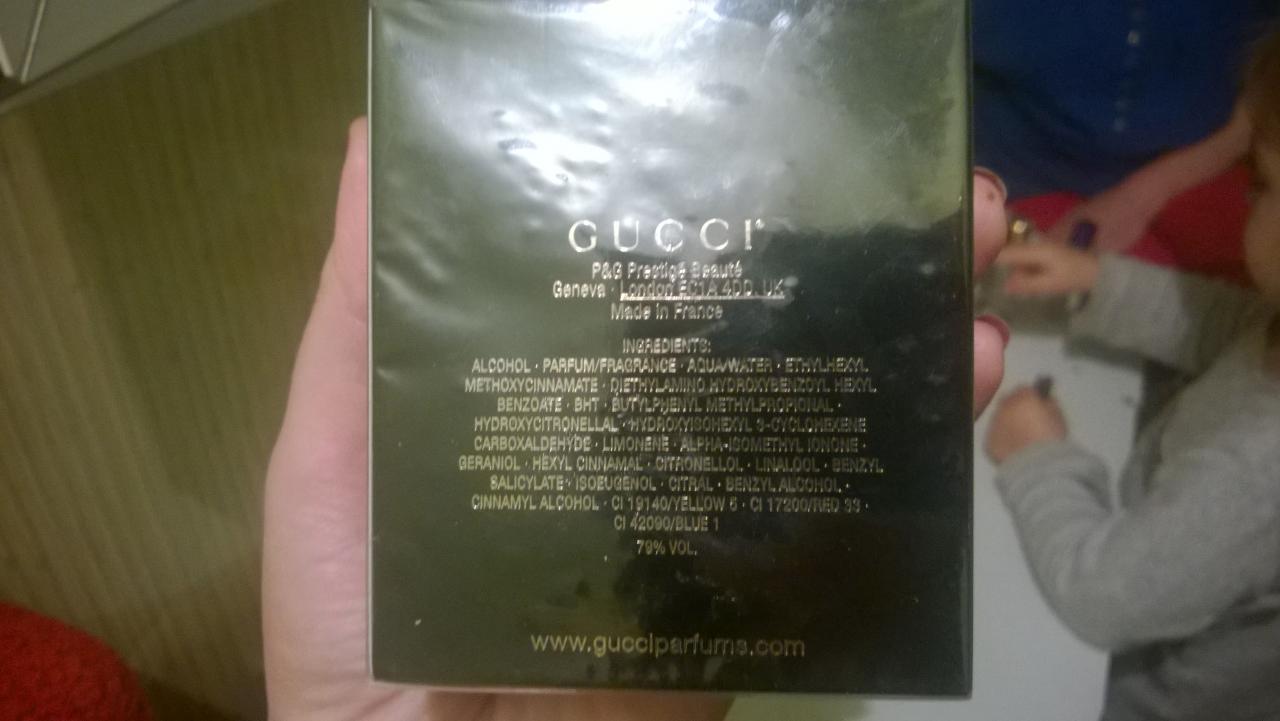 GUCCI®
P&G Prestige Beauté
Geneva · London EC1A 4DD, UK
Made in France
INGREDIENTS:
ALCOHOL · PARFUM/FRAGRANCE · AQUA/WATER · ETHYLHEXYL
METHOXYCINNAMATE · DIETHYLAMINO HYDROXYBENZOYL HEXYL
BENZOATE · BHT · BUTYLPHENYL METHYLPROPIONAL ·
HYDROXYCITRONELLAL · HYDROXYISOHEXYL 3-CYCLOHEXENE
CARBOXALDEHYDE · LIMONENE · ALPHA-ISOMETHYL IONONE ·
GERANIOL · HEXYL CINNAMAL · CITRONELLOL · LINALOOL · BENZYL
SALICYLATE · ISOEUGENOL · CITRAL · BENZYL ALCOHOL ·
CINNAMYL ALCOHOL · CI 19140/YELLOW 5 · CI 17200/RED 33 ·
CI 42090/BLUE 1
79% VOL.
www.gucciparfums.com